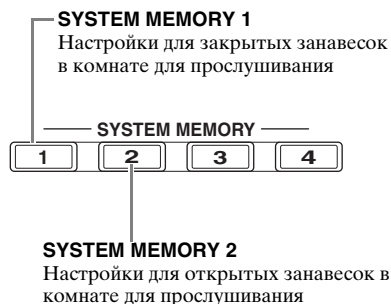 SYSTEM MEMORY 1
Настройки для закрытых занавесок
в комнате для прослушивания
SYSTEM MEMORY
1 2 3 4
SYSTEM MEMORY 2
Настройки для открытых занавесок в
комнате для прослушивания